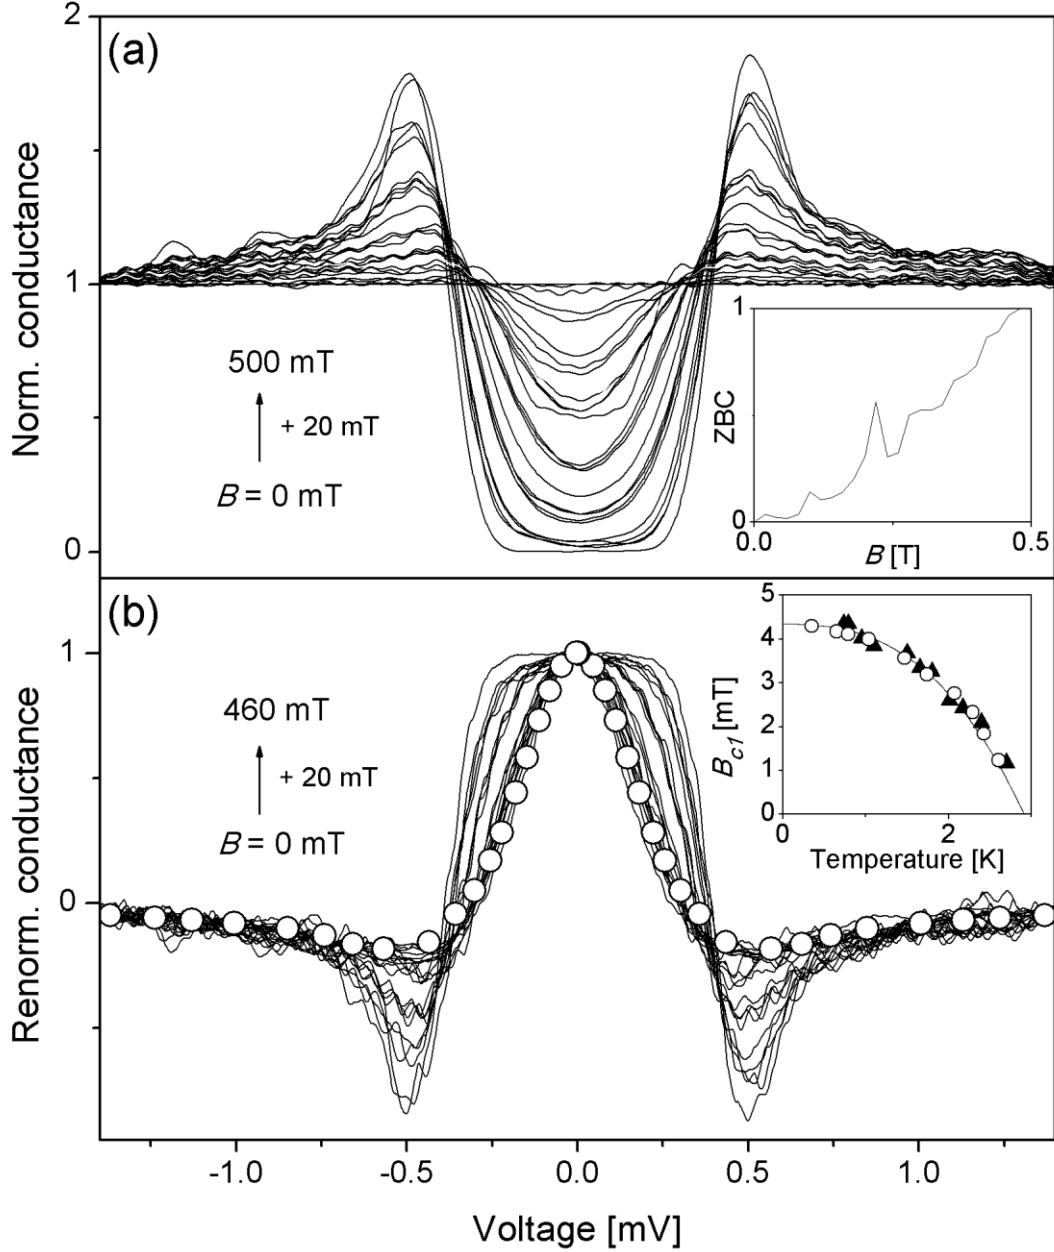 (a)
2
1
0
Norm. conductance
500 mT
+ 20 mT
B = 0 mT
1
ZBC
0
0.0
0.5
B [T]
(b)
1
0
Renorm. conductance
460 mT
+ 20 mT
B = 0 mT
5
4
3
2
1
0
Bc1 [mT]
0
2
Temperature [K]
-1.0
-0.5
0.0
0.5
1.0
Voltage [mV]